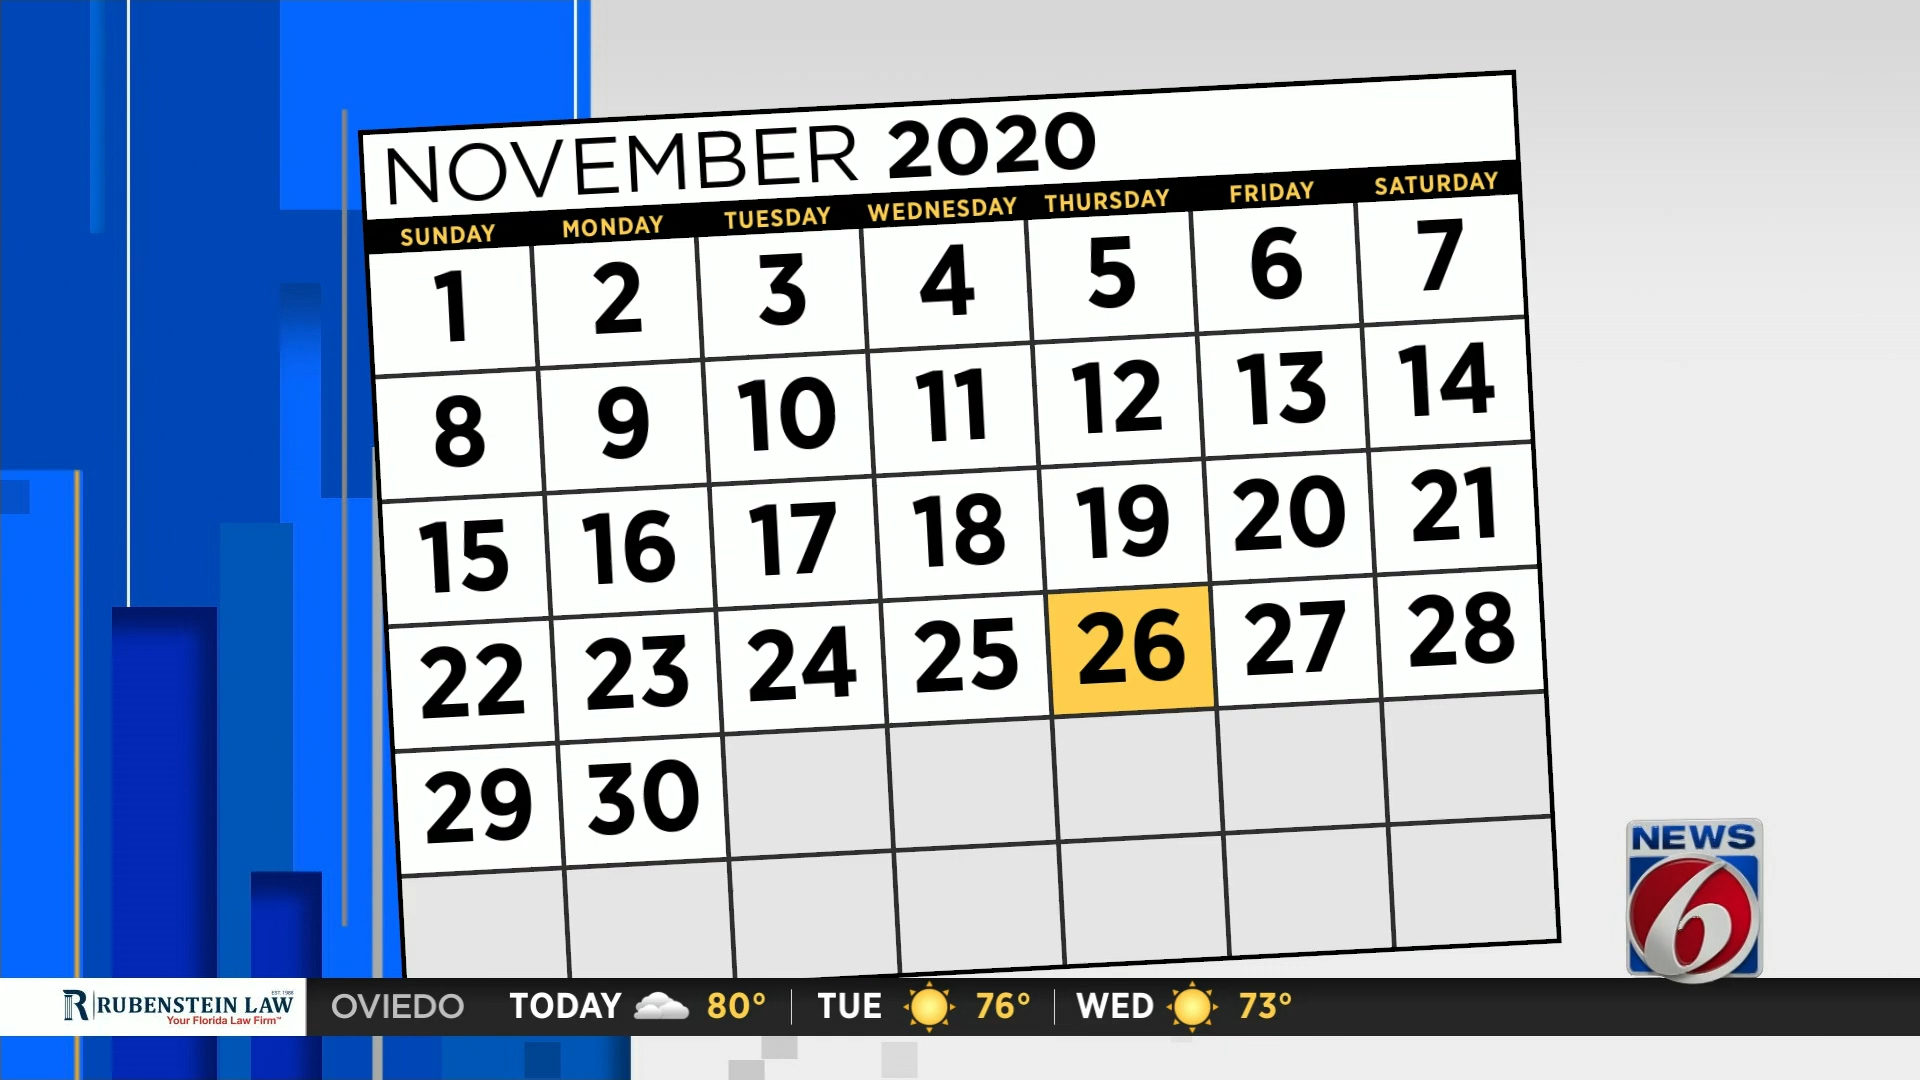 NOVEMBER 2020
SUNDAY MONDAY TUESDAY WEDNESDAY THURSDAY FRIDAY SATURDAY
1 2 3 4 5 6 7
8 9 10 11 12 13 14
15 16 17 18 19 20 21
22 23 24 25 26 27 28
29 30
NEWS
6
EST. 1988
R RUBENSTEIN LAW
Your Florida Law Firm™
OVIEDO TODAY 80° TUE 76° WED 73°